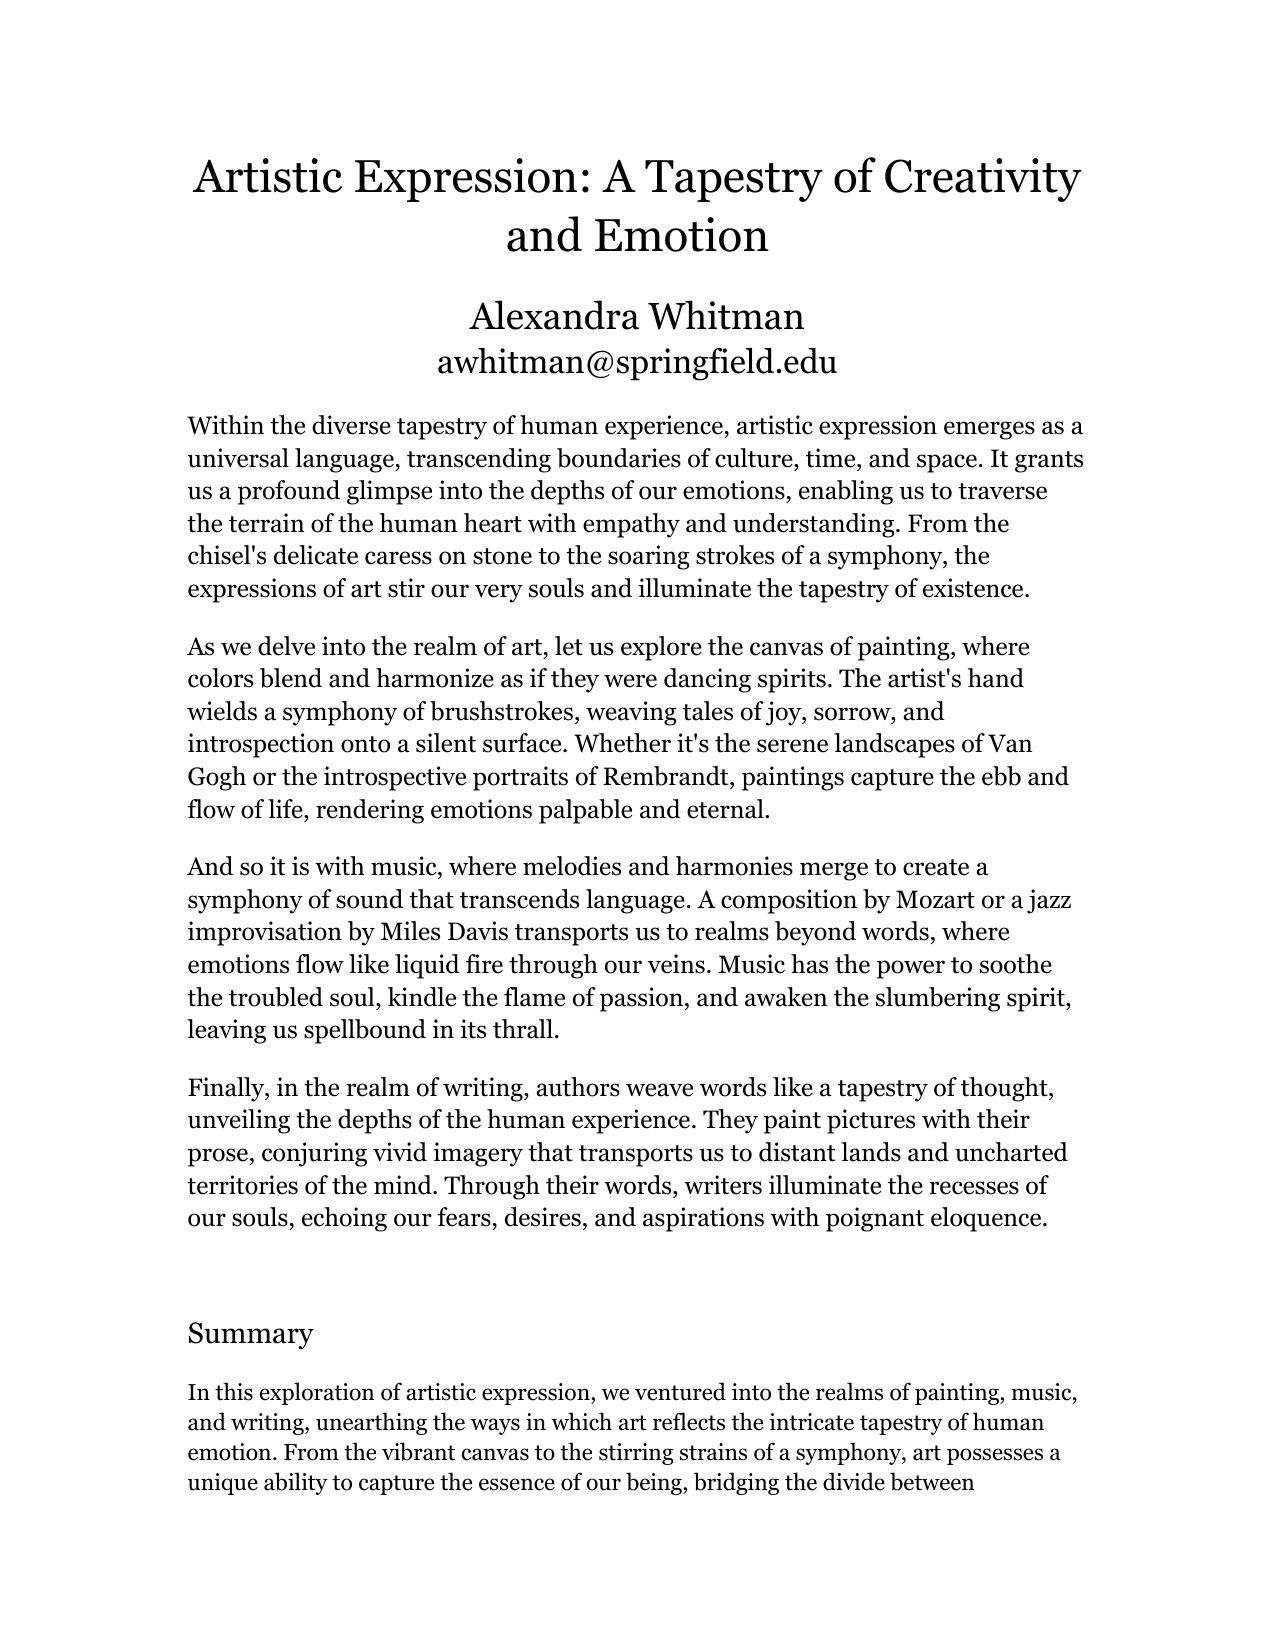 Artistic Expression: A Tapestry of Creativity
and Emotion
Alexandra Whitman
awhitman@springfield.edu
Within the diverse tapestry of human experience, artistic expression emerges as a
universal language, transcending boundaries of culture, time, and space. It grants
us a profound glimpse into the depths of our emotions, enabling us to traverse
the terrain of the human heart with empathy and understanding. From the
chisel's delicate caress on stone to the soaring strokes of a symphony, the
expressions of art stir our very souls and illuminate the tapestry of existence.
As we delve into the realm of art, let us explore the canvas of painting, where
colors blend and harmonize as if they were dancing spirits. The artist's hand
wields a symphony of brushstrokes, weaving tales of joy, sorrow, and
introspection onto a silent surface. Whether it's the serene landscapes of Van
Gogh or the introspective portraits of Rembrandt, paintings capture the ebb and
flow of life, rendering emotions palpable and eternal.
And so it is with music, where melodies and harmonies merge to create a
symphony of sound that transcends language. A composition by Mozart or a jazz
improvisation by Miles Davis transports us to realms beyond words, where
emotions flow like liquid fire through our veins. Music has the power to soothe
the troubled soul, kindle the flame of passion, and awaken the slumbering spirit,
leaving us spellbound in its thrall.
Finally, in the realm of writing, authors weave words like a tapestry of thought,
unveiling the depths of the human experience. They paint pictures with their
prose, conjuring vivid imagery that transports us to distant lands and uncharted
territories of the mind. Through their words, writers illuminate the recesses of
our souls, echoing our fears, desires, and aspirations with poignant eloquence.
Summary
In this exploration of artistic expression, we ventured into the realms of painting, music,
and writing, unearthing the ways in which art reflects the intricate tapestry of human
emotion. From the vibrant canvas to the stirring strains of a symphony, art possesses a
unique ability to capture the essence of our being, bridging the divide between